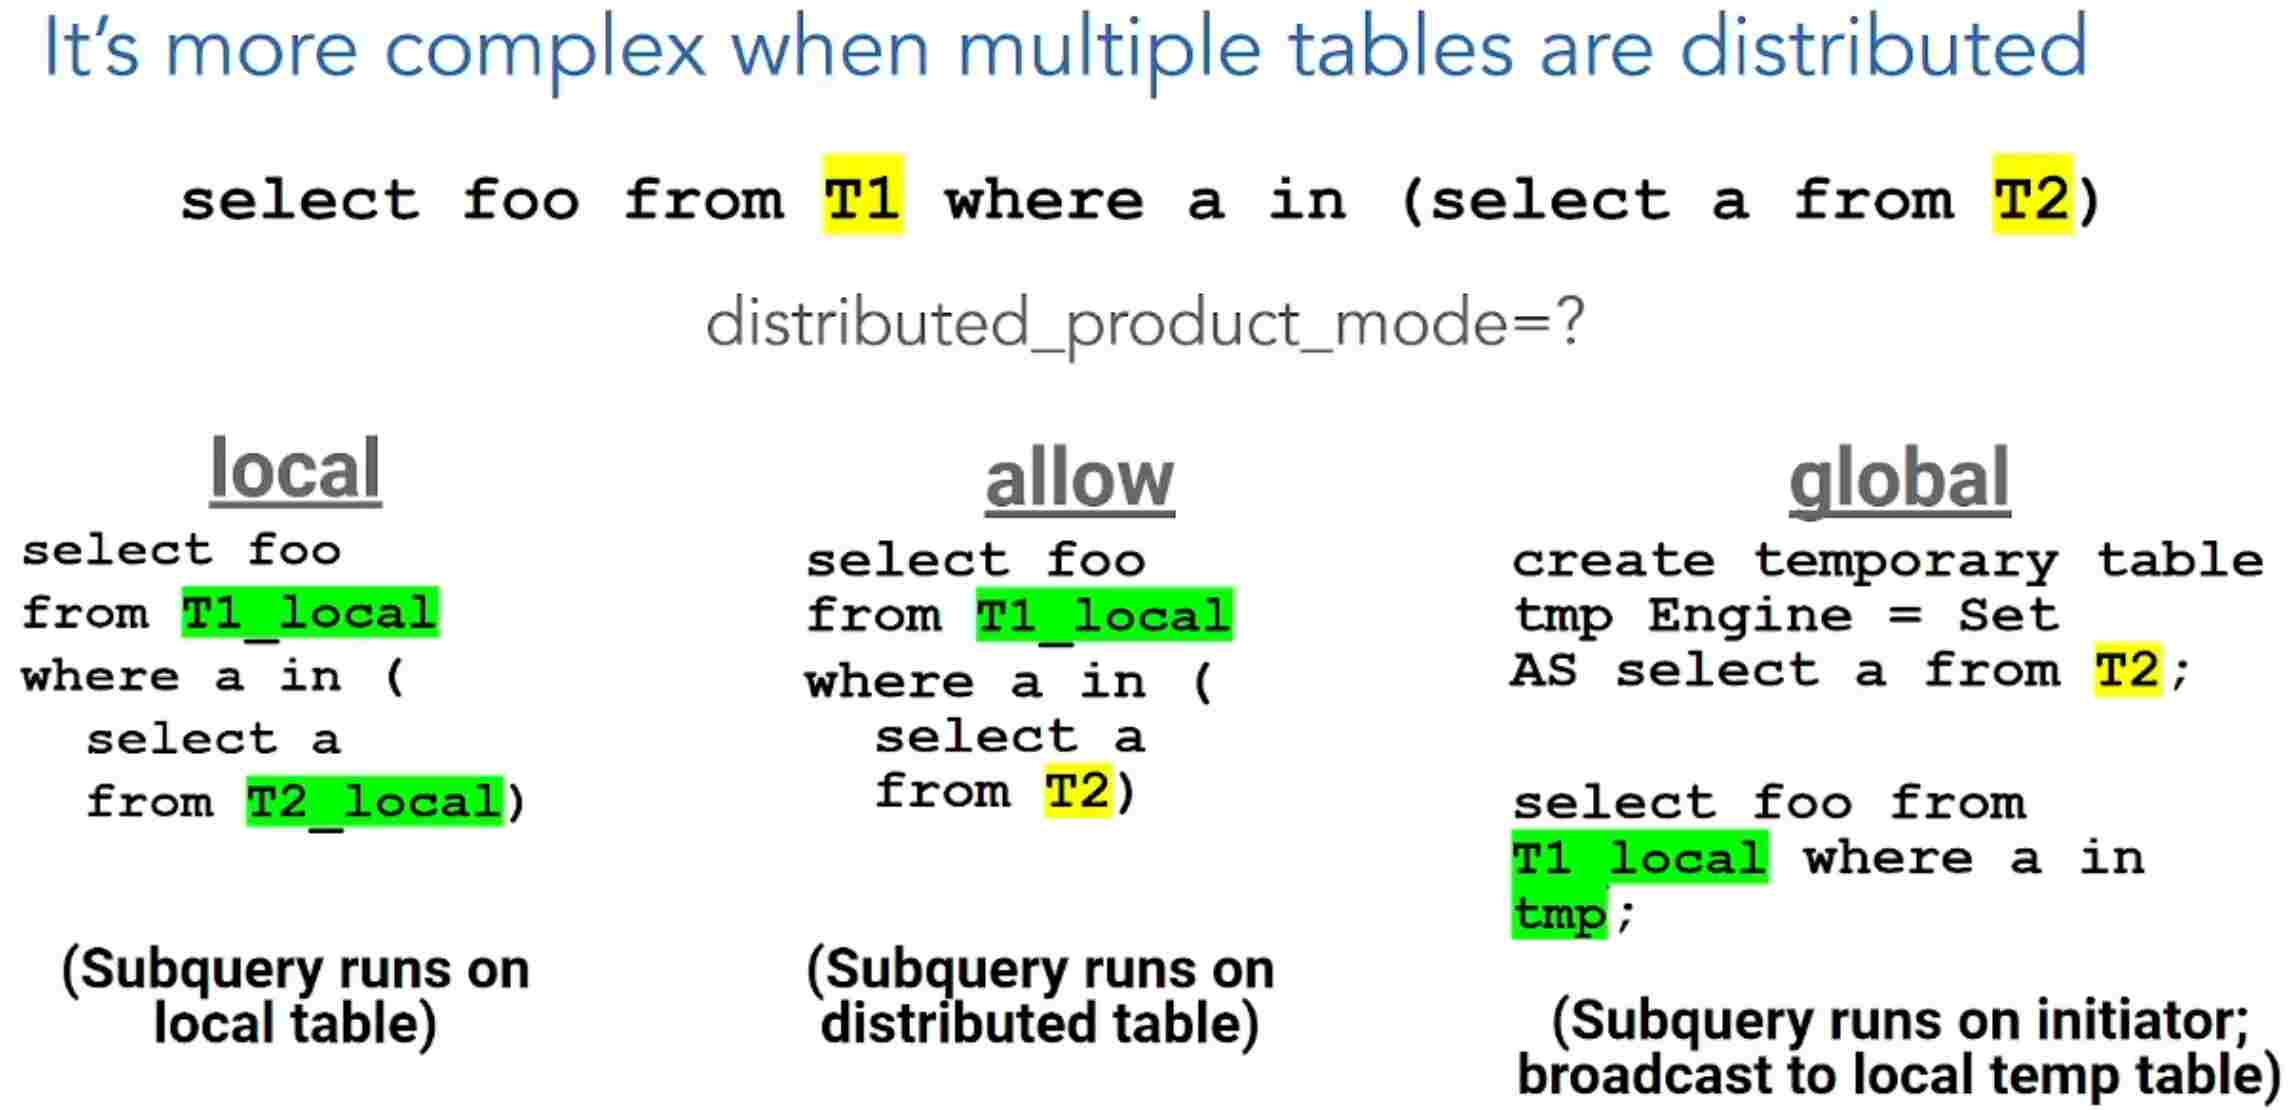 It's more complex when multiple tables are distributed
select foo from T1 where a in (select a from T2)
distributed_product_mode=?
local
select foo
from T1_local
where a in (
select a
from T2_local)
(Subquery runs on
local table)
allow
select foo
from T1_local
where a in (
select a
from T2)
(Subquery runs on
distributed table)
global
create temporary table
tmp Engine = Set
AS select a from T2;
select foo from
T1_local where a in
tmp;
(Subquery runs on initiator;
broadcast to local temp table)